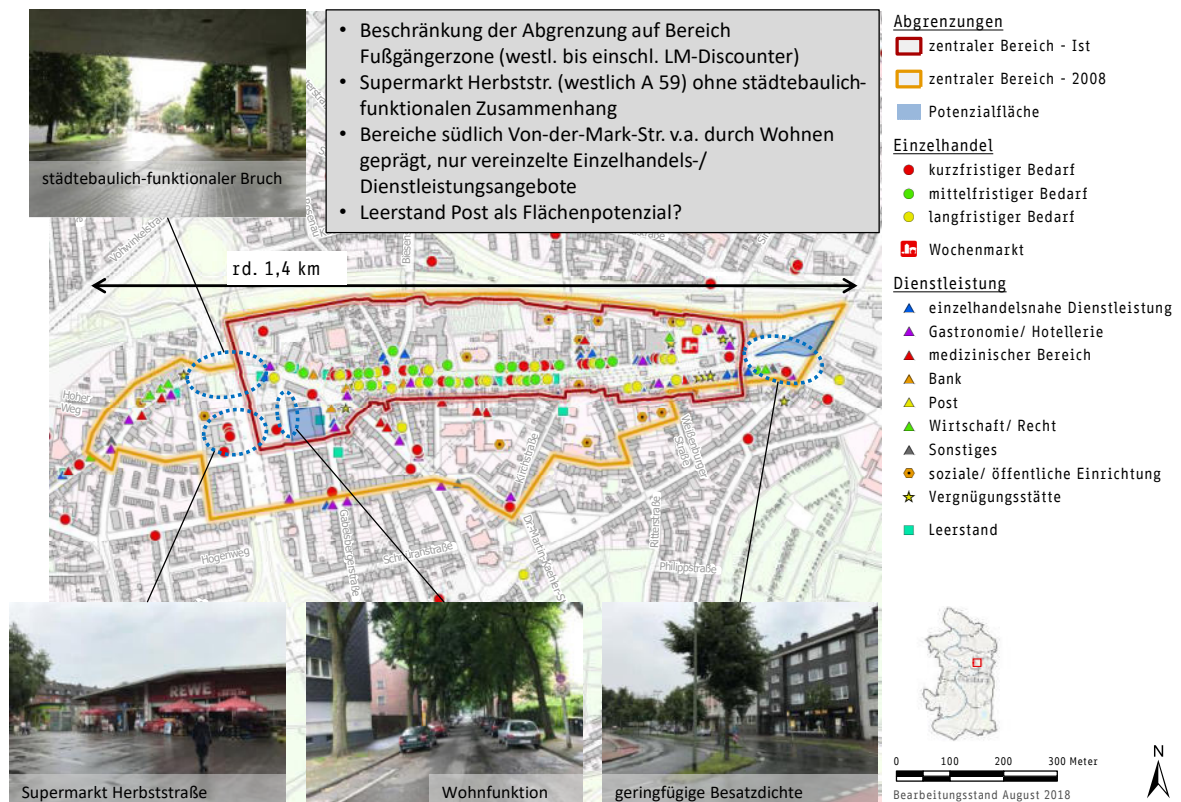 • Beschränkung der Abgrenzung auf Bereich
Fußgängerzone (westl. bis einschl. LM-Discounter)
• Supermarkt Herbststr. (westlich A 59) ohne städtebaulich-
funktionalen Zusammenhang
• Bereiche südlich Von-der-Mark-Str. v.a. durch Wohnen
geprägt, nur vereinzelte Einzelhandels-/
Dienstleistungsangebote
• Leerstand Post als Flächenpotenzial?
städtebaulich-funktionaler Bruch
rd. 1,4 km
Hoher
Weg
Kirchstraße
Weißenburger
Straße
Gabelsbergerstraße
Schnüranstraße
Ritterstraße
Philippstraße
Hogenweg
Supermarkt Herbststraße
REWE
Wohnfunktion
geringfügige Besatzdichte
Abgrenzungen
zentraler Bereich - Ist
zentraler Bereich - 2008
Potenzialfläche
Einzelhandel
kurzfristiger Bedarf
mittelfristiger Bedarf
langfristiger Bedarf
Wochenmarkt
Dienstleistung
einzelhandelsnahe Dienstleistung
Gastronomie/ Hotellerie
medizinischer Bereich
Bank
Post
Wirtschaft/ Recht
Sonstiges
soziale/ öffentliche Einrichtung
Vergnügungsstätte
Leerstand
0 100 200 300 Meter
Bearbeitungsstand August 2018
N